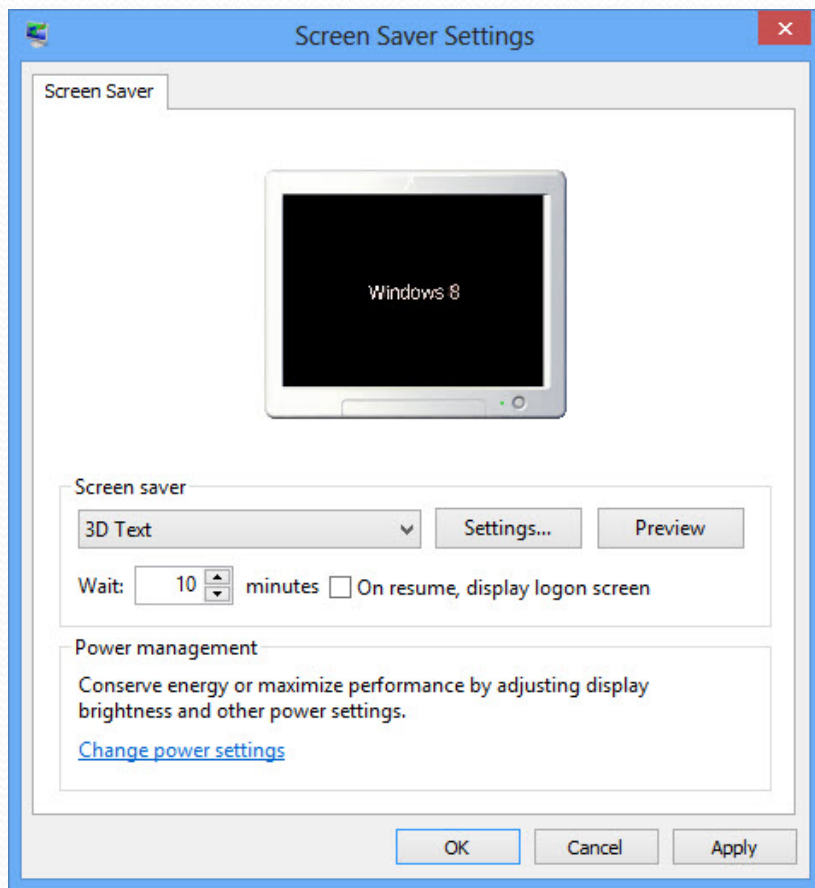 Screen Saver Settings
Screen Saver
Windows 8
Screen saver
3D Text
Settings...
Preview
Wait: 10 minutes On resume, display logon screen
Power management
Conserve energy or maximize performance by adjusting display
brightness and other power settings.
Change power settings
OK Cancel Apply